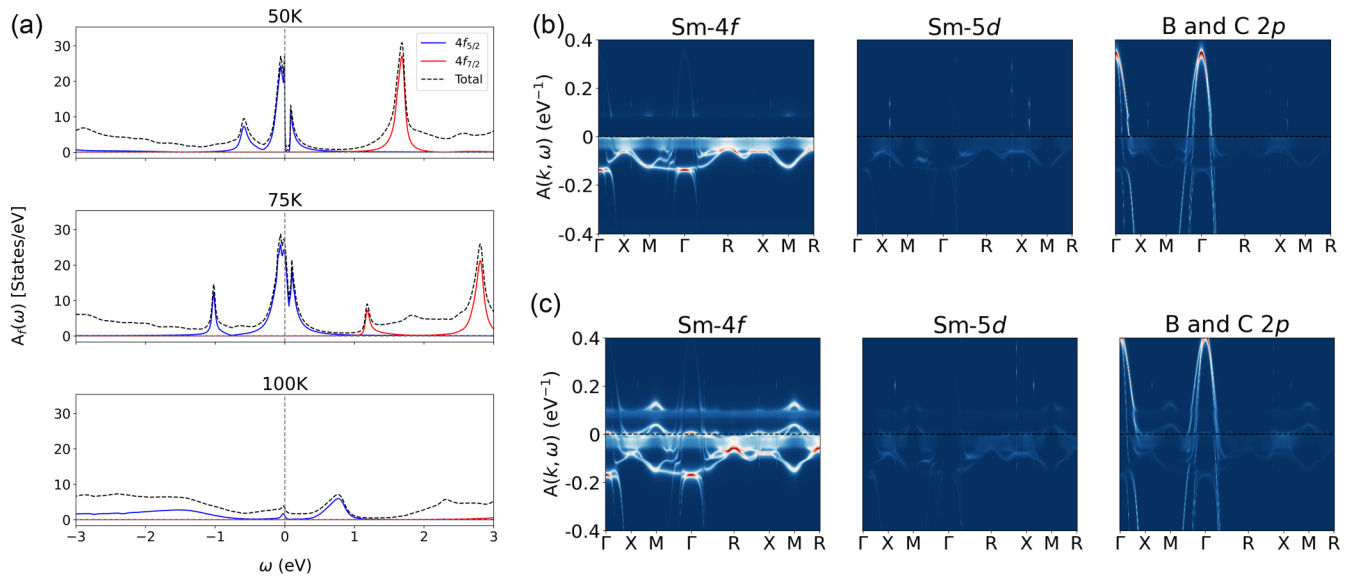 (a)
50K
4f5/2
4f7/2
Total
30
20
10
0
75K
30
20
10
0
100K
30
20
10
0
Af(ω) [States/eV]
−3 −2 −1 0 1 2 3
ω (eV)
(b)
Sm-4f Sm-5d B and C 2p
A(k, ω) (eV⁻¹)
0.4
0.2
0
-0.2
-0.4
Γ X M Γ R X M R
Γ X M Γ R X M R
Γ X M Γ R X M R
(c)
Sm-4f Sm-5d B and C 2p
A(k, ω) (eV⁻¹)
0.4
0.2
0
-0.2
-0.4
Γ X M Γ R X M R
Γ X M Γ R X M R
Γ X M Γ R X M R